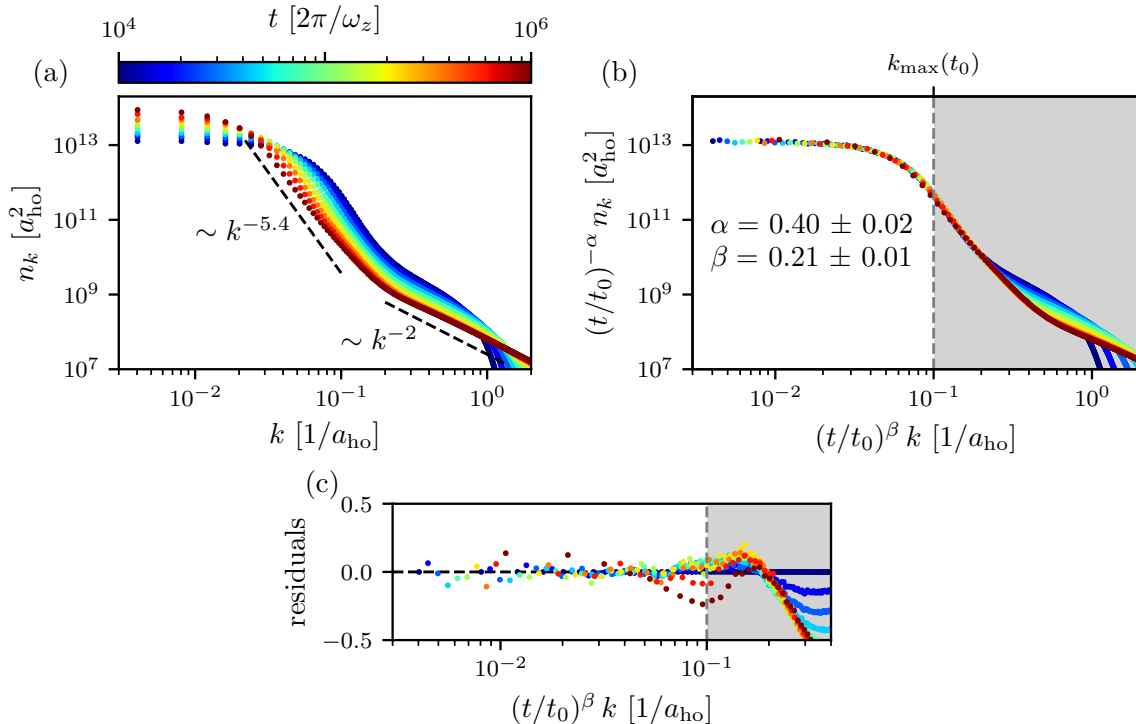 t [2π/ω_z]
10^4 10^6
(a)
n_k [a_ho^2]
10^13
10^11
10^9
10^7
∼ k^−5.4
∼ k^−2
10^−2 10^−1 10^0
k [1/a_ho]
(b)
k_max(t_0)
(t/t_0)^−α n_k [a_ho^2]
10^13
10^11
10^9
10^7
α = 0.40 ± 0.02
β = 0.21 ± 0.01
10^−2 10^−1 10^0
(t/t_0)^β k [1/a_ho]
(c)
residuals
0.5
0.0
−0.5
10^−2 10^−1
(t/t_0)^β k [1/a_ho]